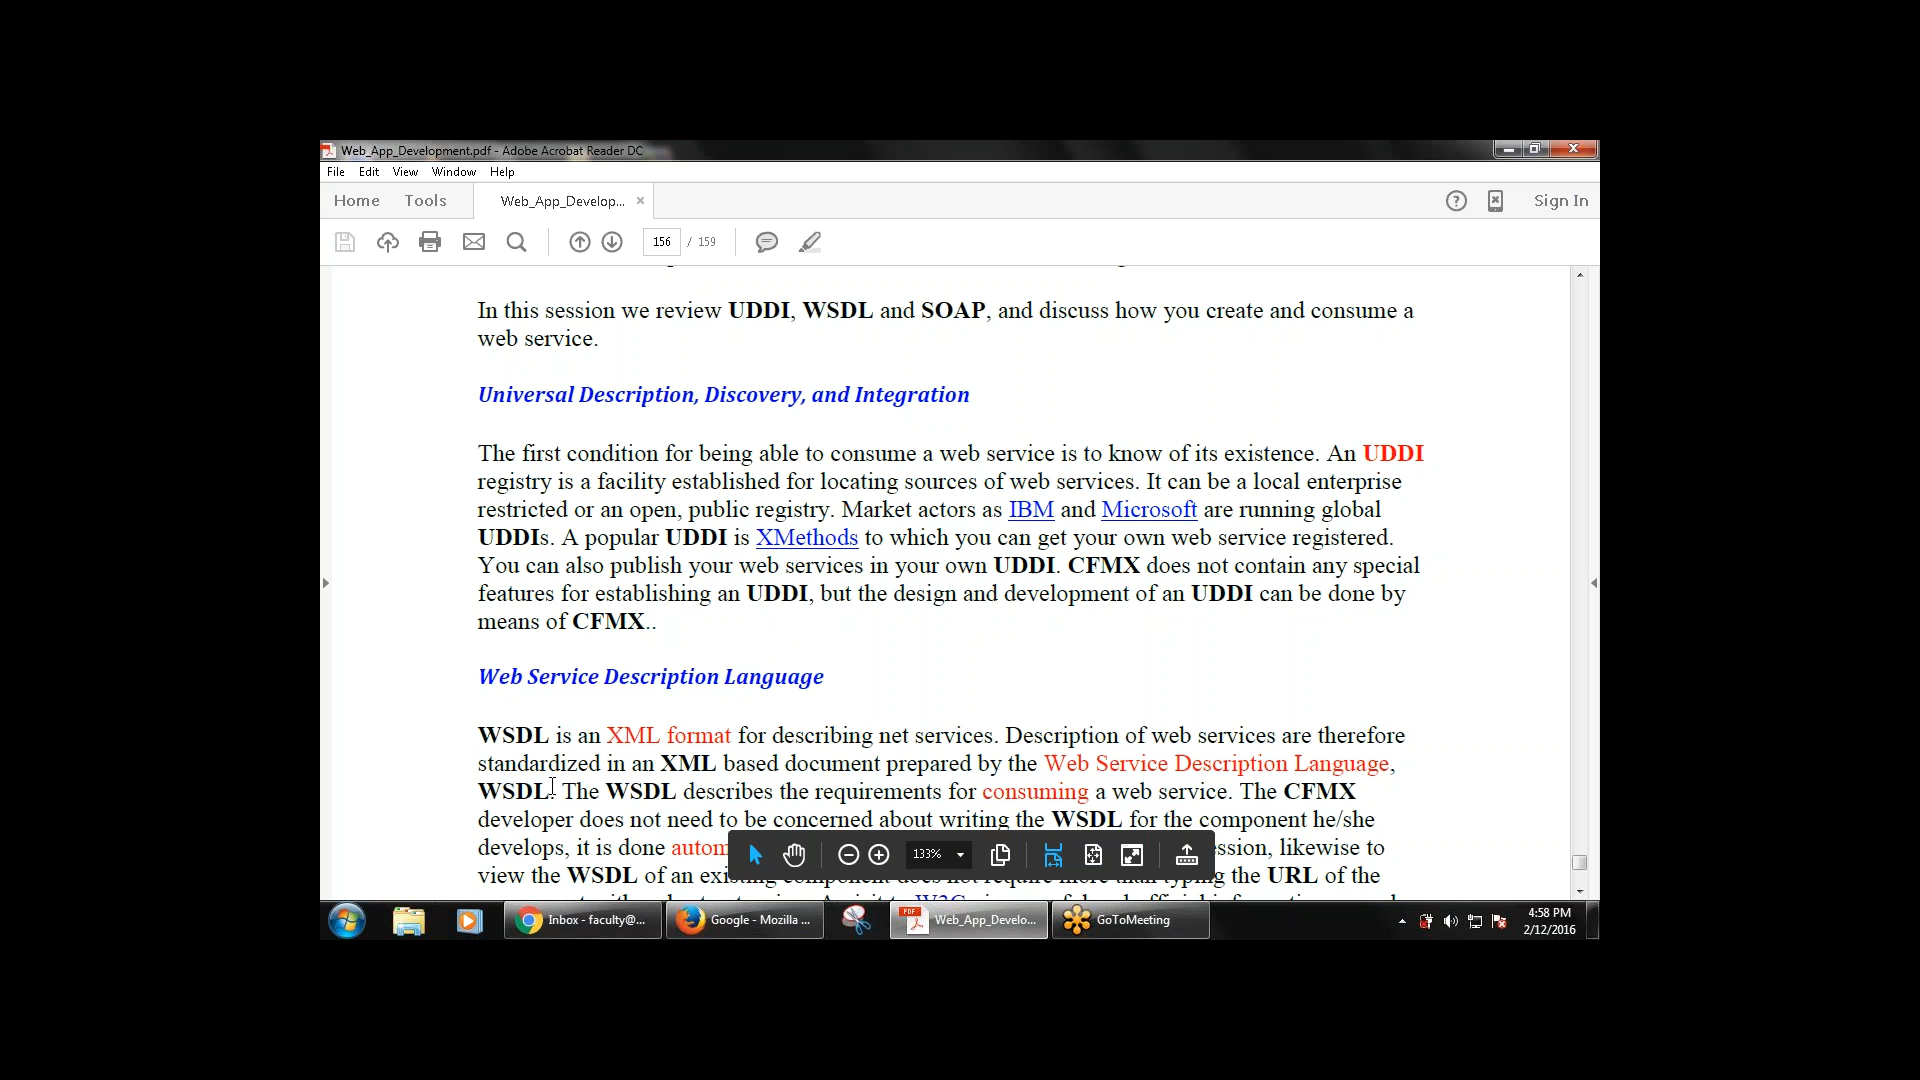 Web_App_Development.pdf - Adobe Acrobat Reader DC
File Edit View Window Help
Home Tools Web_App_Develop... × Sign In
156 / 159
In this session we review UDDI, WSDL and SOAP, and discuss how you create and consume a
web service.
Universal Description, Discovery, and Integration
The first condition for being able to consume a web service is to know of its existence. An UDDI
registry is a facility established for locating sources of web services. It can be a local enterprise
restricted or an open, public registry. Market actors as IBM and Microsoft are running global
UDDIs. A popular UDDI is XMethods to which you can get your own web service registered.
You can also publish your web services in your own UDDI. CFMX does not contain any special
features for establishing an UDDI, but the design and development of an UDDI can be done by
means of CFMX..
Web Service Description Language
WSDL is an XML format for describing net services. Description of web services are therefore
standardized in an XML based document prepared by the Web Service Description Language,
WSDL. The WSDL describes the requirements for consuming a web service. The CFMX
developer does not need to be concerned about writing the WSDL for the component he/she
develops, it is done autom ssion, likewise to
view the WSDL of an existing component does not require more than typing the URL of the
133%
Inbox - faculty@... Google - Mozilla ... PDF Web_App_Develo... GoToMeeting
4:58 PM
2/12/2016